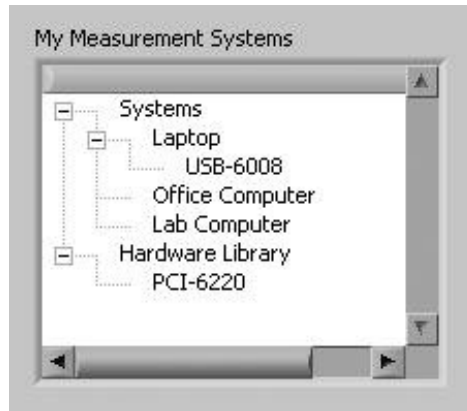 My Measurement Systems
Systems
Laptop
USB-6008
Office Computer
Lab Computer
Hardware Library
PCI-6220